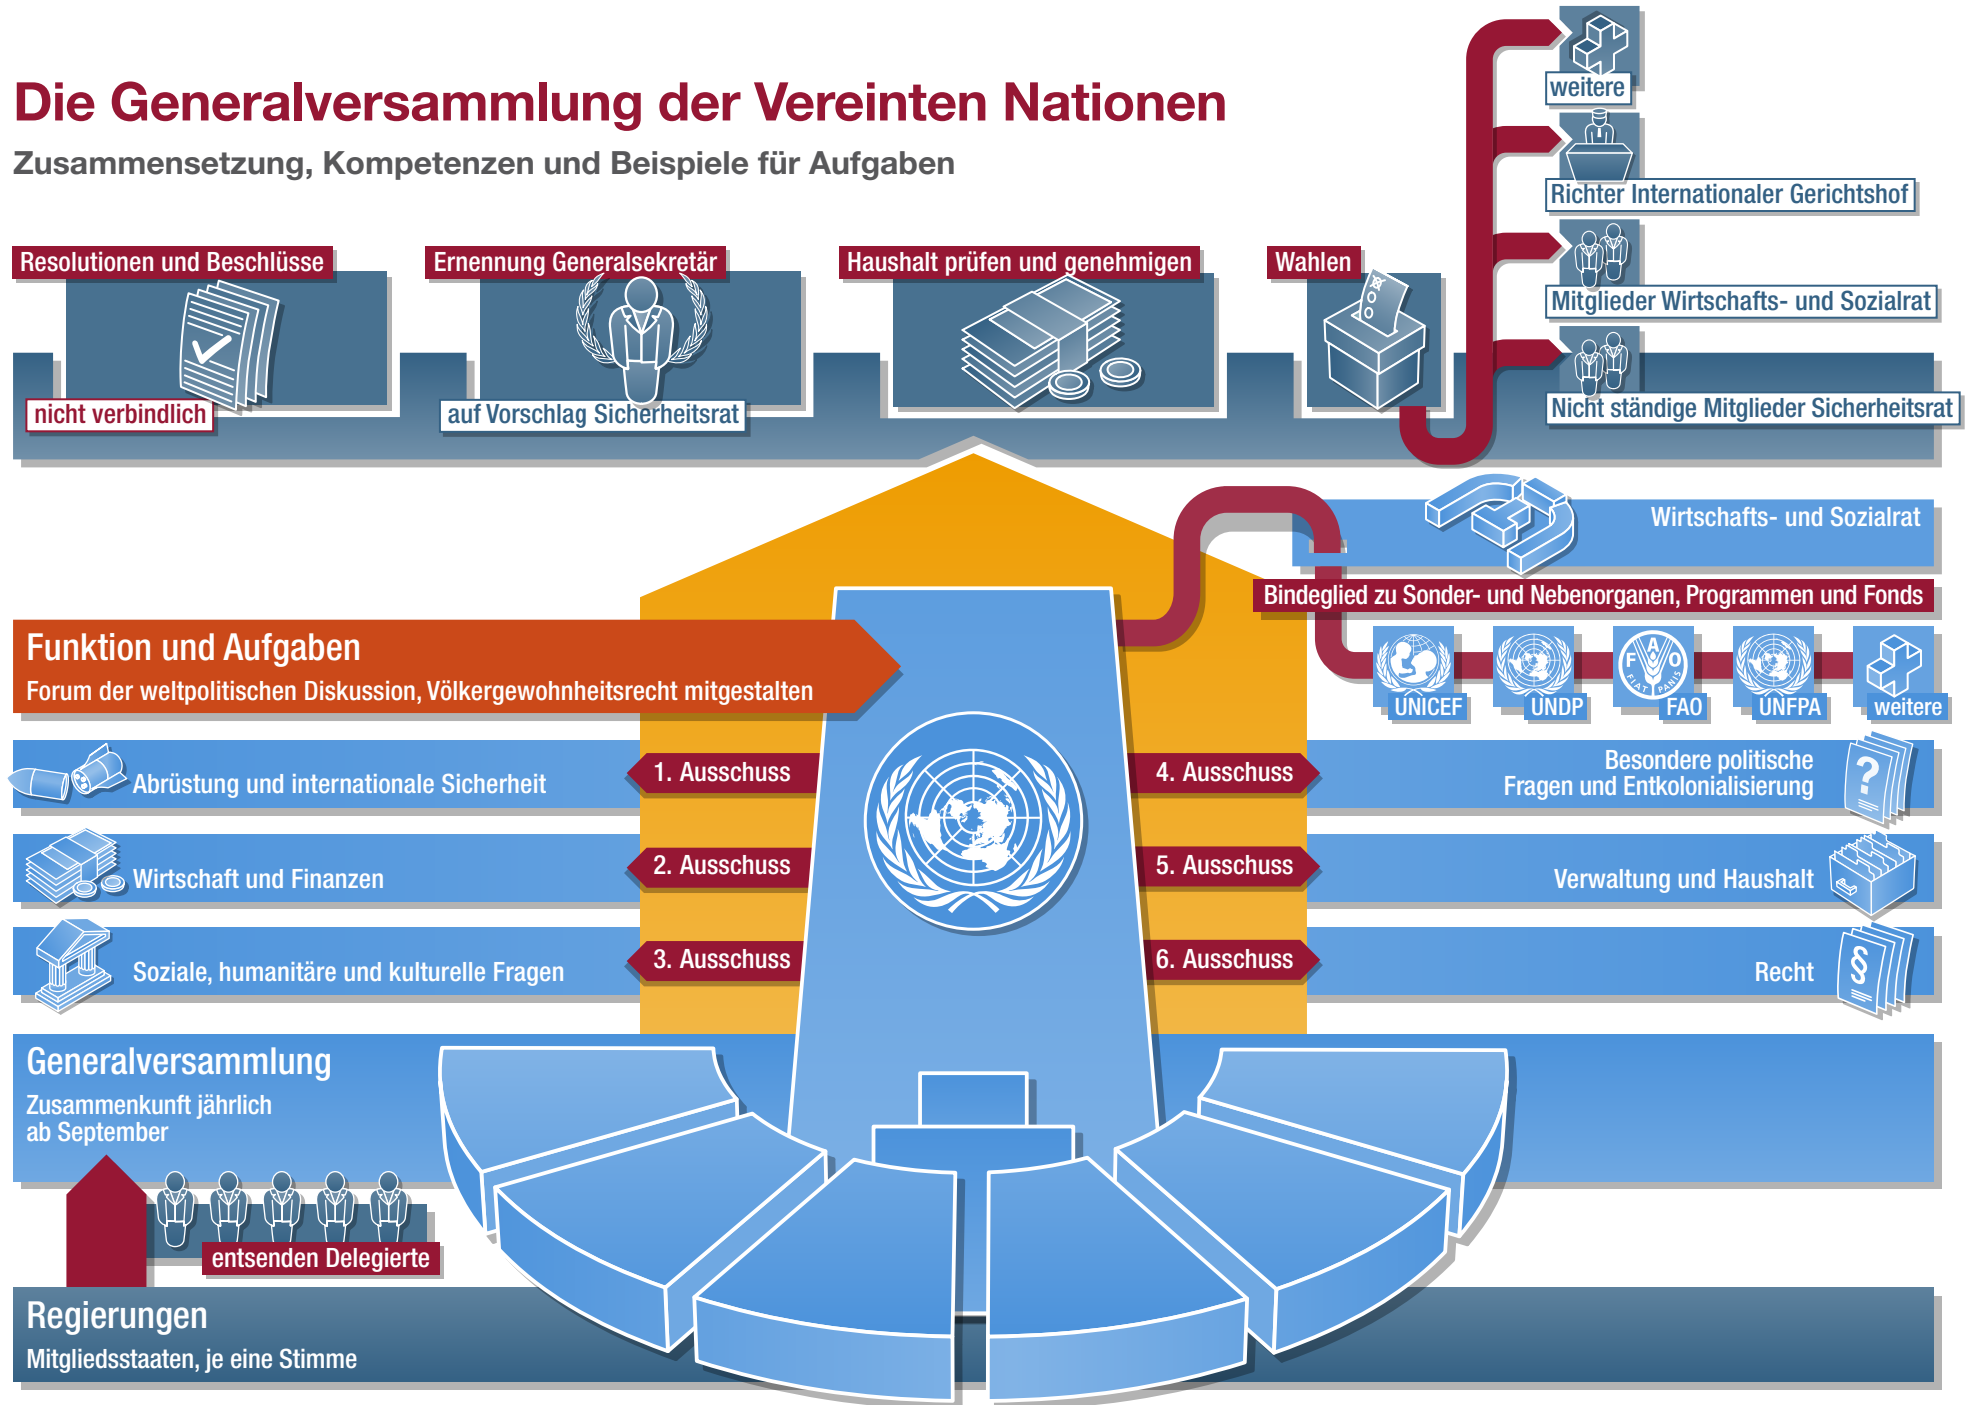 Die Generalversammlung der Vereinten Nationen
Zusammensetzung, Kompetenzen und Beispiele für Aufgaben
Resolutionen und Beschlüsse
nicht verbindlich
Ernennung Generalsekretär
auf Vorschlag Sicherheitsrat
Haushalt prüfen und genehmigen
Wahlen
weitere
Richter Internationaler Gerichtshof
Mitglieder Wirtschafts- und Sozialrat
Nicht ständige Mitglieder Sicherheitsrat
Wirtschafts- und Sozialrat
Bindeglied zu Sonder- und Nebenorganen, Programmen und Fonds
UNICEF
UNDP
F A O
FIAT PANIS
FAO
UNFPA
weitere
Funktion und Aufgaben
Forum der weltpolitischen Diskussion, Völkergewohnheitsrecht mitgestalten
Abrüstung und internationale Sicherheit
1. Ausschuss
Wirtschaft und Finanzen
2. Ausschuss
Soziale, humanitäre und kulturelle Fragen
3. Ausschuss
4. Ausschuss
Besondere politische
Fragen und Entkolonialisierung
?
5. Ausschuss
Verwaltung und Haushalt
6. Ausschuss
Recht
§
Generalversammlung
Zusammenkunft jährlich
ab September
entsenden Delegierte
Regierungen
Mitgliedsstaaten, je eine Stimme